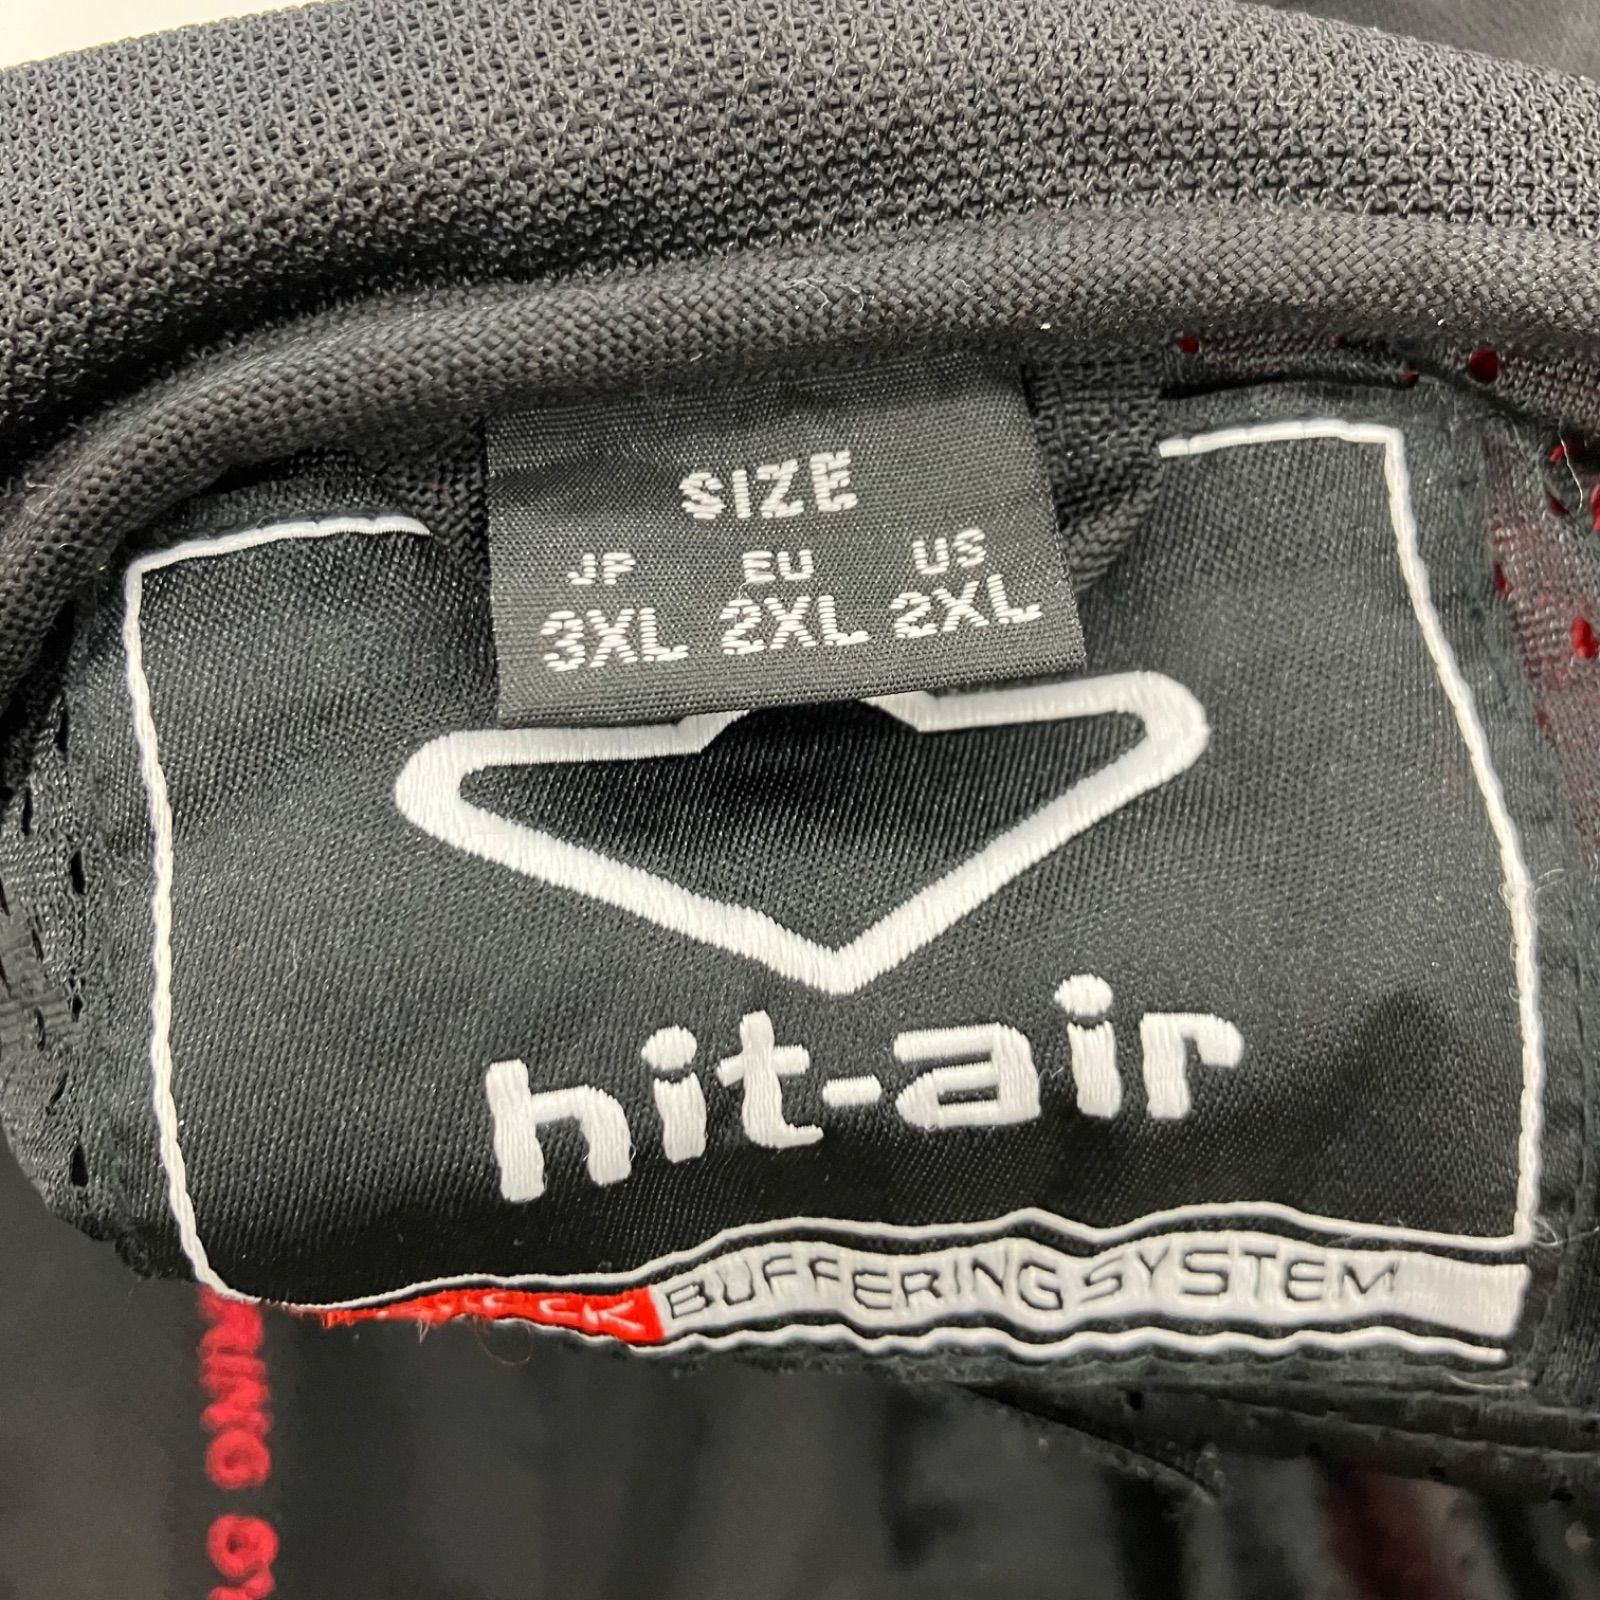 SIZE
JP EU US
3XL 2XL 2XL
hit-air
BUFFERING SYSTEM